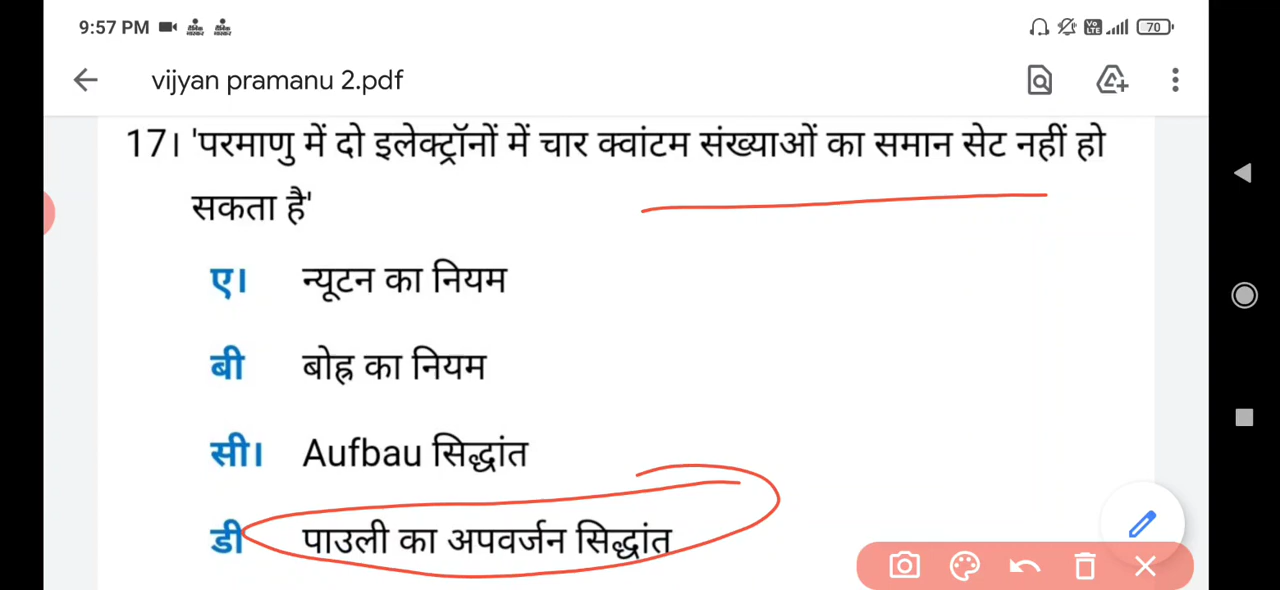 9:57 PM
70
vijyan pramanu 2.pdf
17। 'परमाणु में दो इलेक्ट्रॉनों में चार क्वांटम संख्याओं का समान सेट नहीं हो
सकता है'
ए। न्यूटन का नियम
बी बोह्र का नियम
सी। Aufbau सिद्धांत
डी पाउली का अपवर्जन सिद्धांत